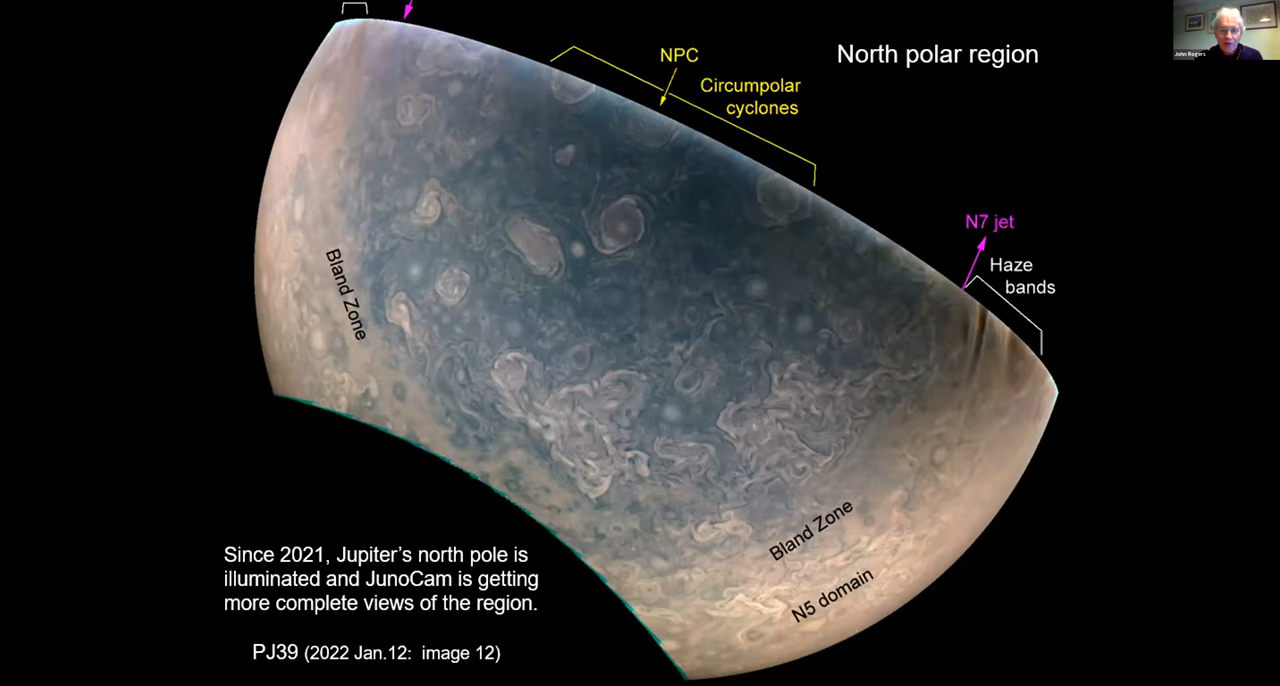 North polar region
John Rogers
NPC
Circumpolar
cyclones
N7 jet
Haze
bands
Bland Zone
Bland Zone
N5 domain
Since 2021, Jupiter's north pole is
illuminated and JunoCam is getting
more complete views of the region.
PJ39 (2022 Jan.12: image 12)